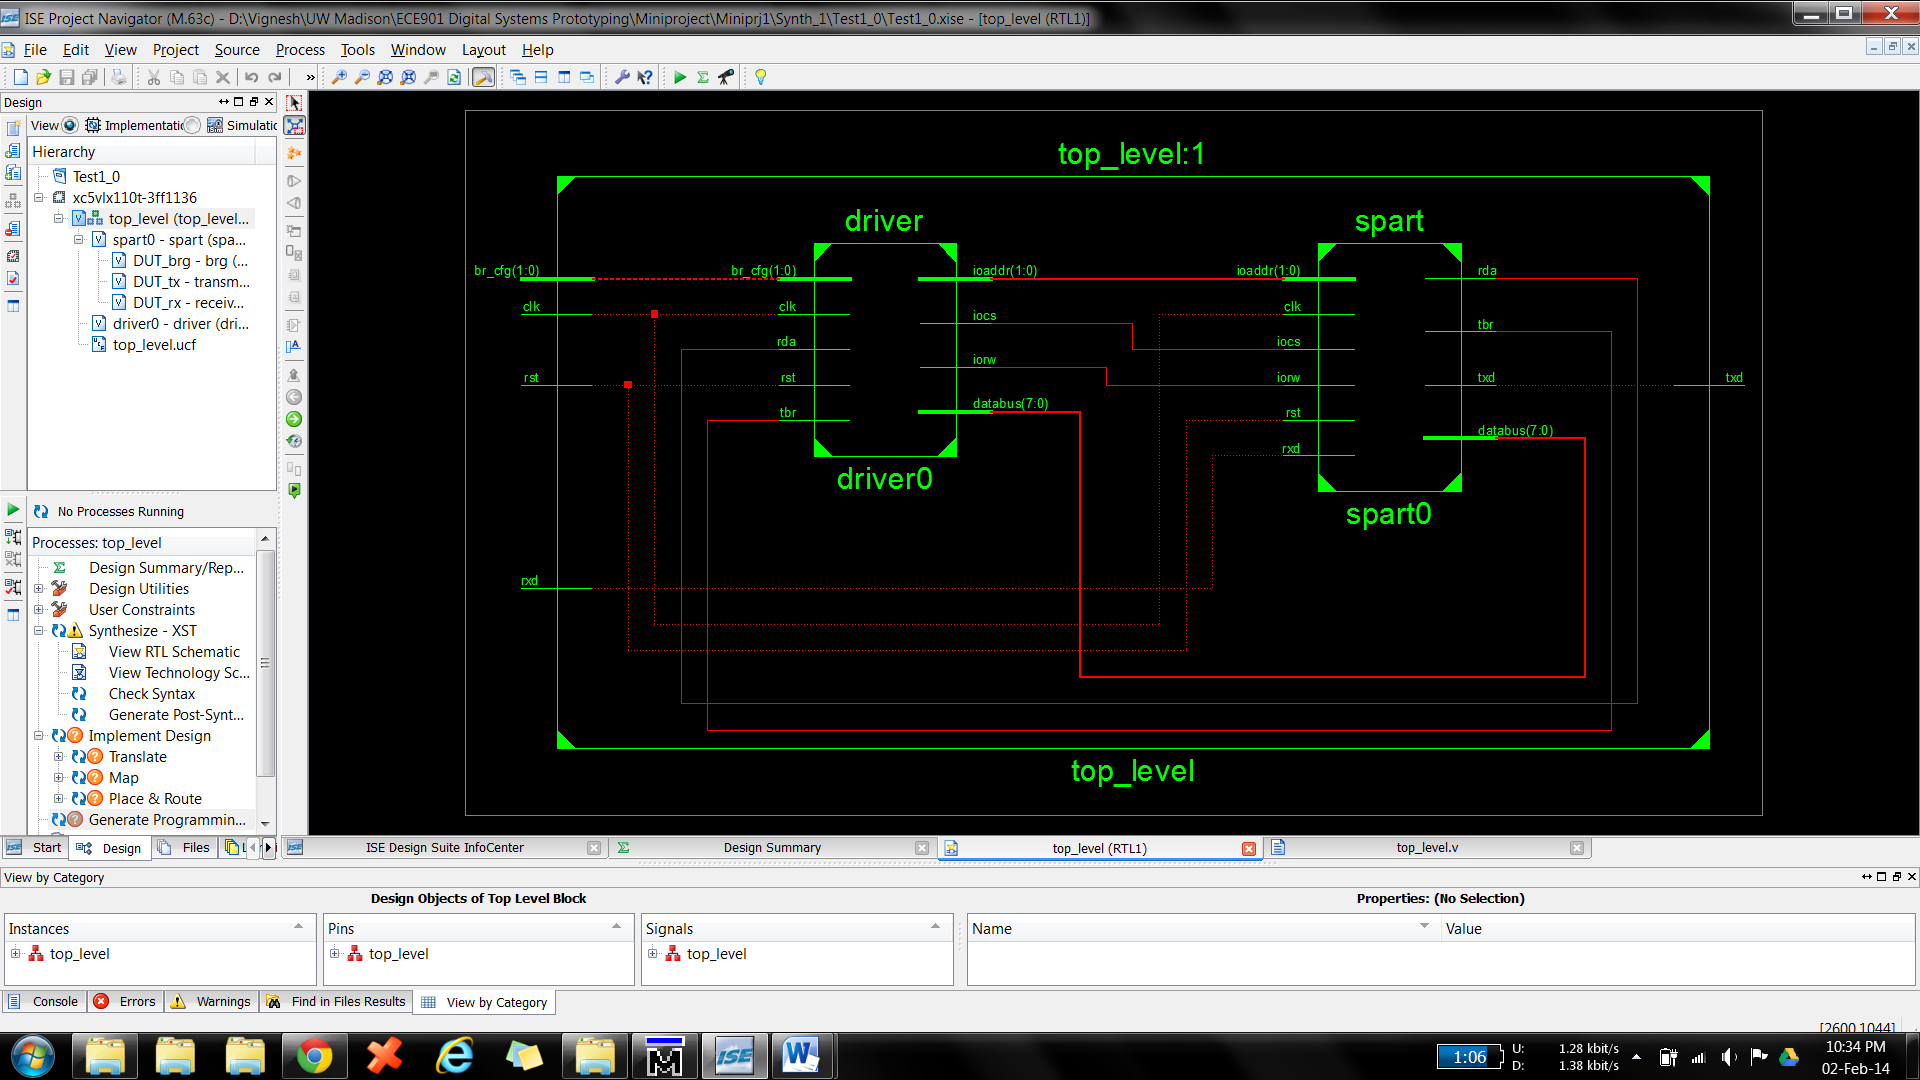 ISE Project Navigator (M.63c) - D:\Vignesh\UW Madison\ECE901 Digital Systems Prototyping\Miniproject\Miniprj1\Synth_1\Test1_0\Test1_0.xise - [top_level (RTL1)]
File Edit View Project Source Process Tools Window Layout Help
Design
View Implementatic Simulatic
Hierarchy
Test1_0
xc5vlx110t-3ff1136
top_level (top_level...
spart0 - spart (spa...
DUT_brg - brg (...
DUT_tx - transm...
DUT_rx - receiv...
driver0 - driver (dri...
top_level.ucf
No Processes Running
Processes: top_level
Design Summary/Rep...
Design Utilities
User Constraints
Synthesize - XST
View RTL Schematic
View Technology Sc...
Check Syntax
Generate Post-Synt...
Implement Design
Translate
Map
Place & Route
Generate Programmin...
Start Design Files
top_level:1
driver spart
br_cfg(1:0) br_cfg(1:0) ioaddr(1:0) ioaddr(1:0) rda
clk clk iocs clk tbr
rda iorw iocs
rst rst databus(7:0) iorw txd txd
tbr rst databus(7:0)
rxd
driver0
spart0
rxd
top_level
ISE Design Suite InfoCenter Design Summary top_level (RTL1) top_level.v
View by Category
Design Objects of Top Level Block Properties: (No Selection)
Instances Pins Signals Name Value
top_level top_level top_level
Console Errors Warnings Find in Files Results View by Category
[2600,1044]
ISE
1:06
U: 1.28 kbit/s
D: 1.38 kbit/s
10:34 PM
02-Feb-14